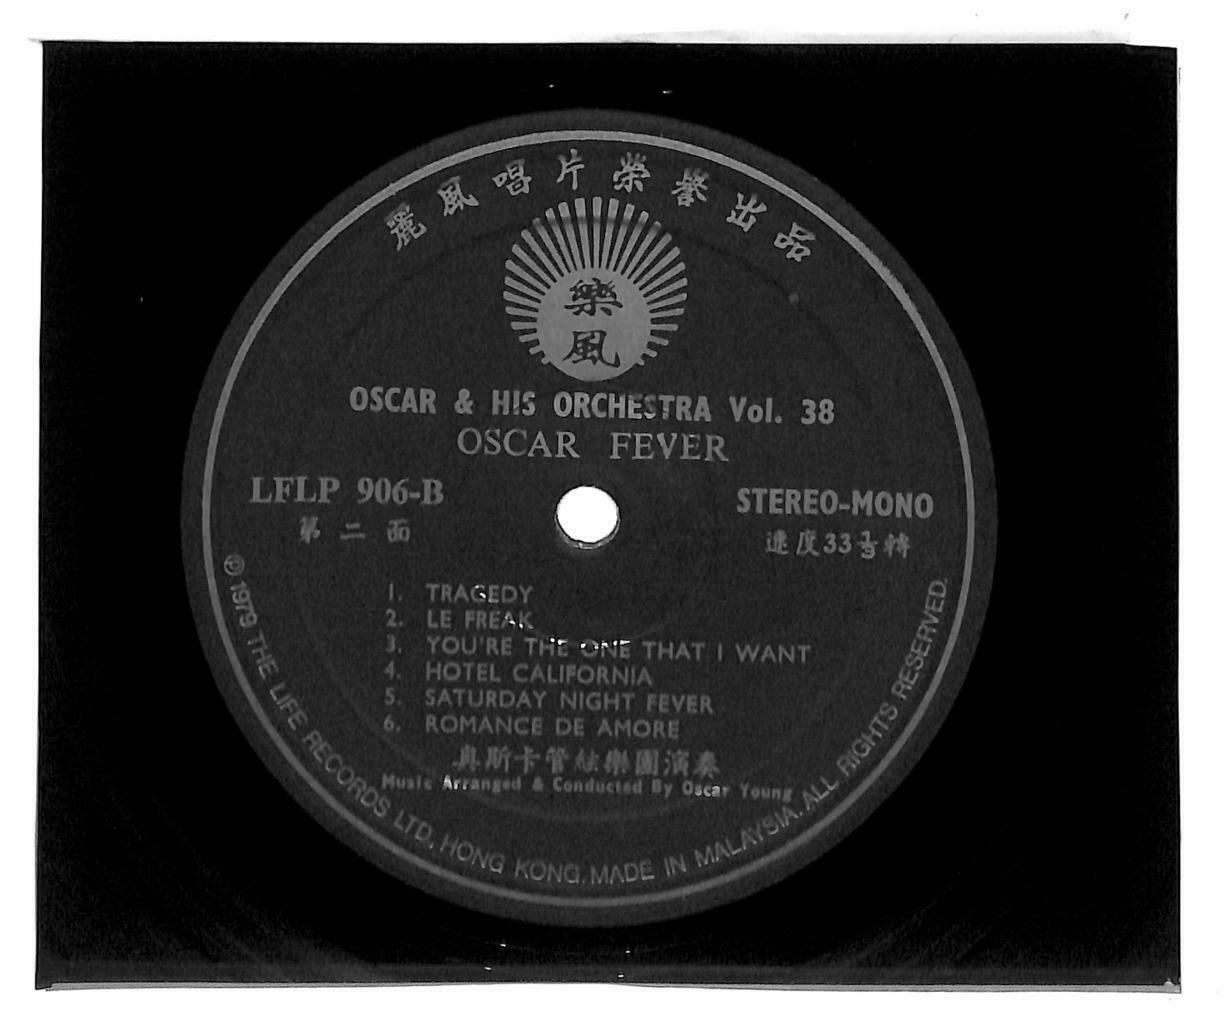 麗風唱片榮譽出品
樂
風
OSCAR & HIS ORCHESTRA Vol. 38
OSCAR FEVER
LFLP 906-B
第二面
STEREO-MONO
速度33⅓轉
1. TRAGEDY
2. LE FREAK
3. YOU'RE THE ONE THAT I WANT
4. HOTEL CALIFORNIA
5. SATURDAY NIGHT FEVER
6. ROMANCE DE AMORE
奥斯卡管絃樂團演奏
Music Arranged & Conducted By Oscar Young
℗ 1979 THE LIFE RECORDS LTD, HONG KONG. MADE IN MALAYSIA. ALL RIGHTS RESERVED.